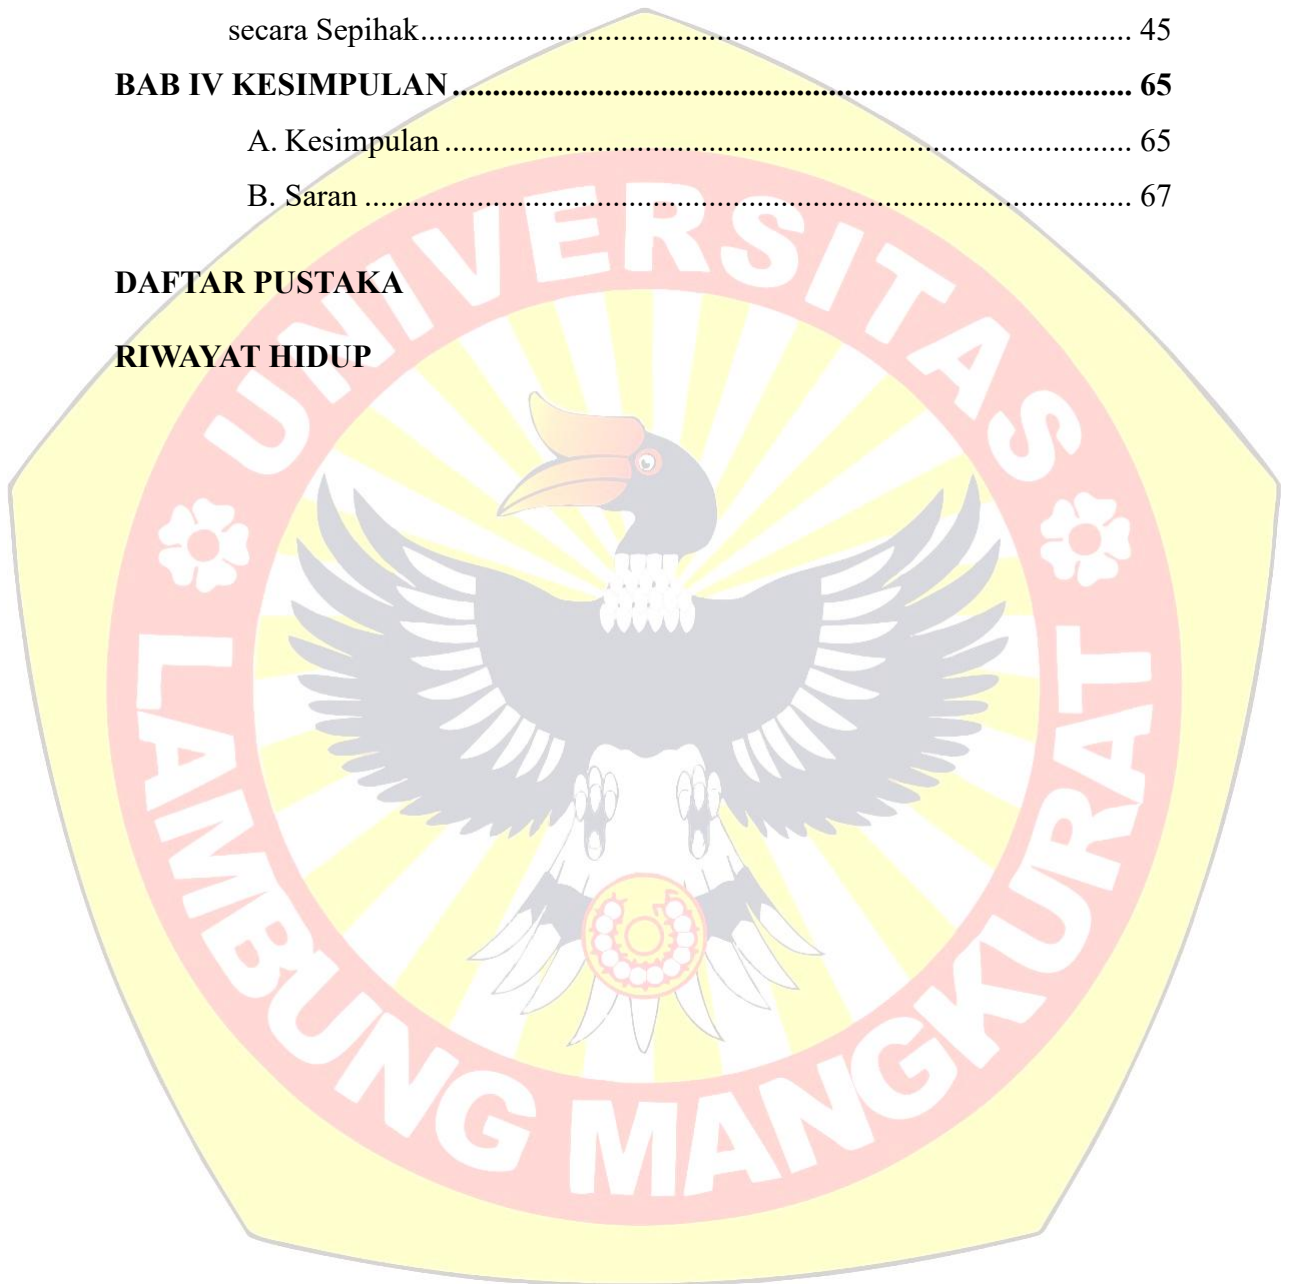 secara Sepihak.......................................................................................... 45
BAB IV KESIMPULAN..................................................................................... 65
A. Kesimpulan ....................................................................................... 65
B. Saran ................................................................................................. 67
DAFTAR PUSTAKA
RIWAYAT HIDUP
UNIVERSITAS
LAMBUNG MANGKURAT